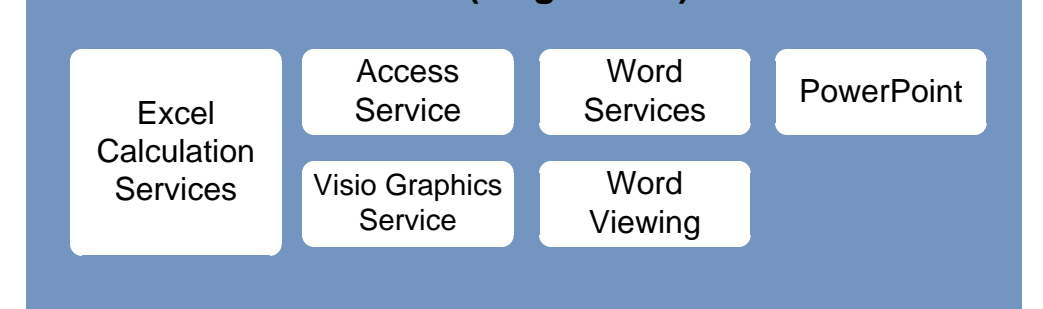 Excel
Calculation
Services
Access
Service
Word
Services
PowerPoint
Visio Graphics
Service
Word
Viewing